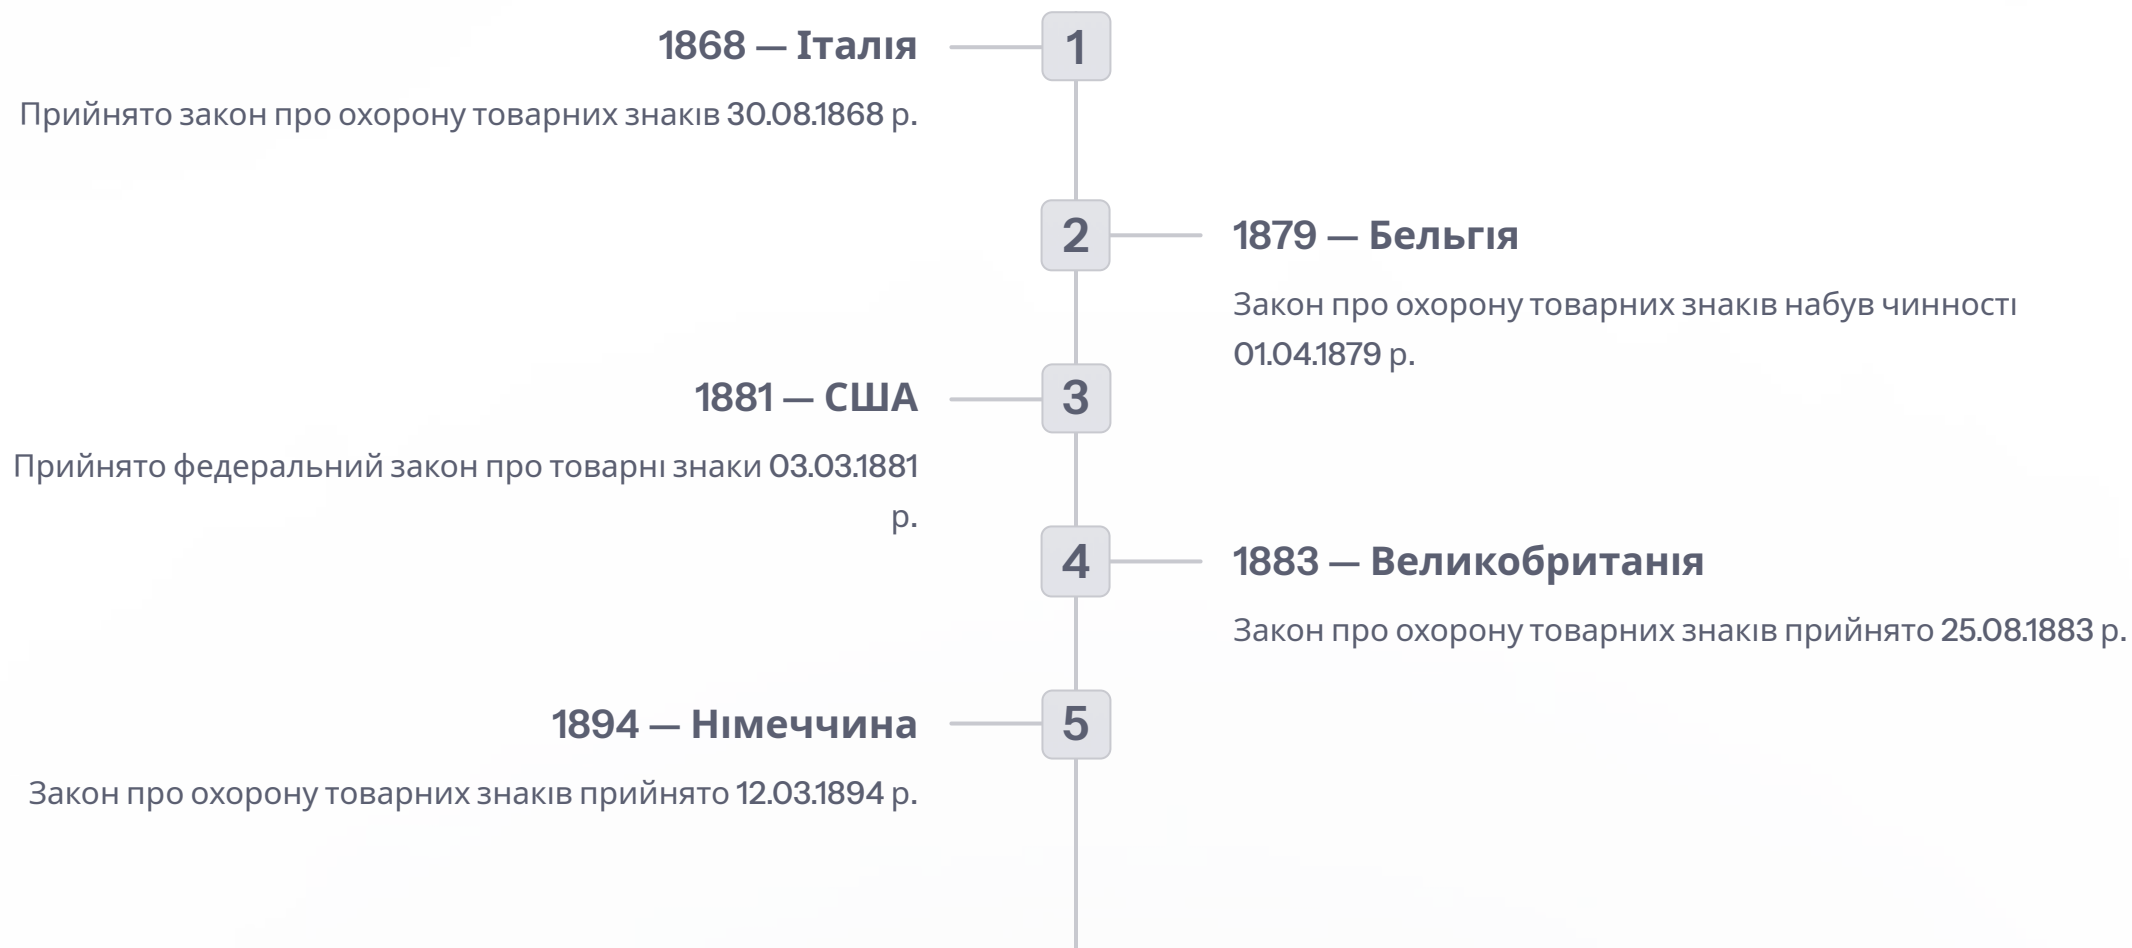 1868 — Італія
1
Прийнято закон про охорону товарних знаків 30.08.1868 р.
2
1879 — Бельгія
Закон про охорону товарних знаків набув чинності
01.04.1879 р.
1881 — США
3
Прийнято федеральний закон про товарні знаки 03.03.1881
р.
4
1883 — Великобританія
Закон про охорону товарних знаків прийнято 25.08.1883 р.
1894 — Німеччина
5
Закон про охорону товарних знаків прийнято 12.03.1894 р.